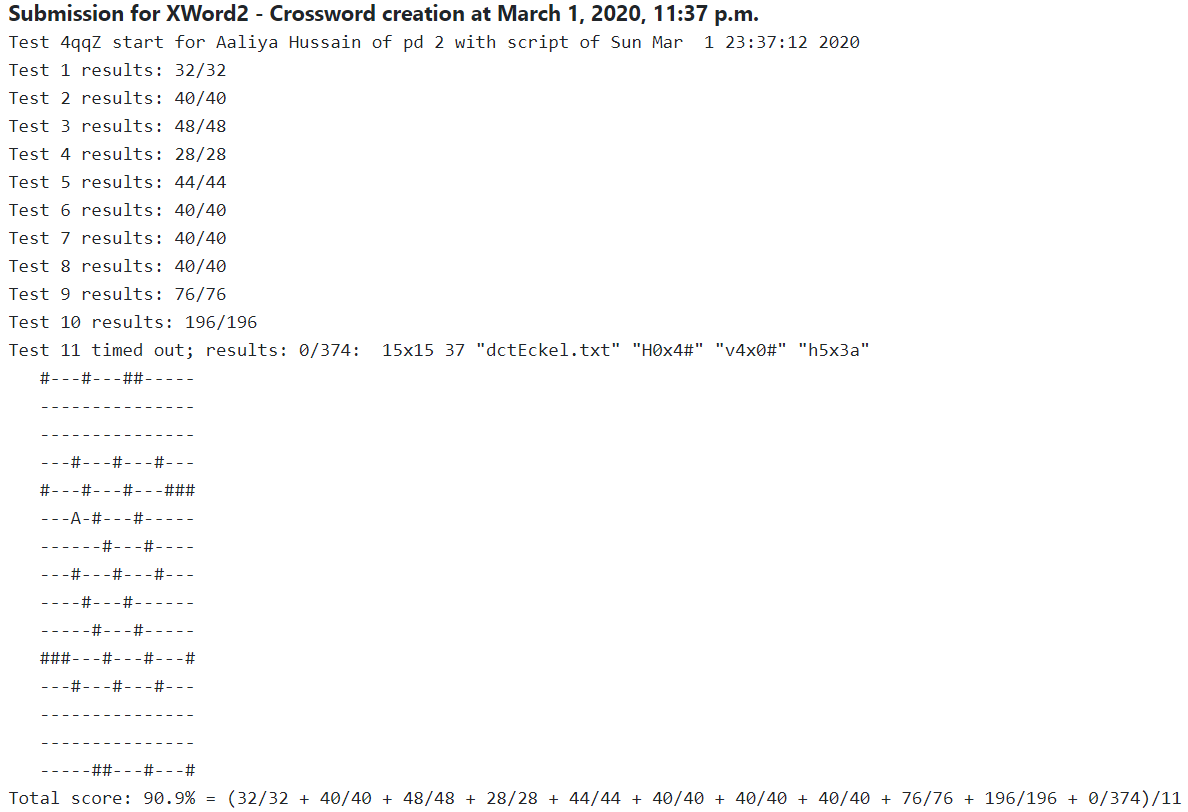 Submission for XWord2 - Crossword creation at March 1, 2020, 11:37 p.m.
Test 4qqZ start for Aaliya Hussain of pd 2 with script of Sun Mar  1 23:37:12 2020
Test 1 results: 32/32
Test 2 results: 40/40
Test 3 results: 48/48
Test 4 results: 28/28
Test 5 results: 44/44
Test 6 results: 40/40
Test 7 results: 40/40
Test 8 results: 40/40
Test 9 results: 76/76
Test 10 results: 196/196
Test 11 timed out; results: 0/374:  15x15 37 "dctEckel.txt" "H0x4#" "v4x0#" "h5x3a"
#---#---##-----
---------------
---------------
---#---#---#---
#---#---#---###
---A-#---#-----
------#---#----
---#---#---#---
----#---#------
-----#---#-----
###---#---#---#
---#---#---#---
---------------
---------------
-----##---#---#
Total score: 90.9% = (32/32 + 40/40 + 48/48 + 28/28 + 44/44 + 40/40 + 40/40 + 40/40 + 76/76 + 196/196 + 0/374)/11